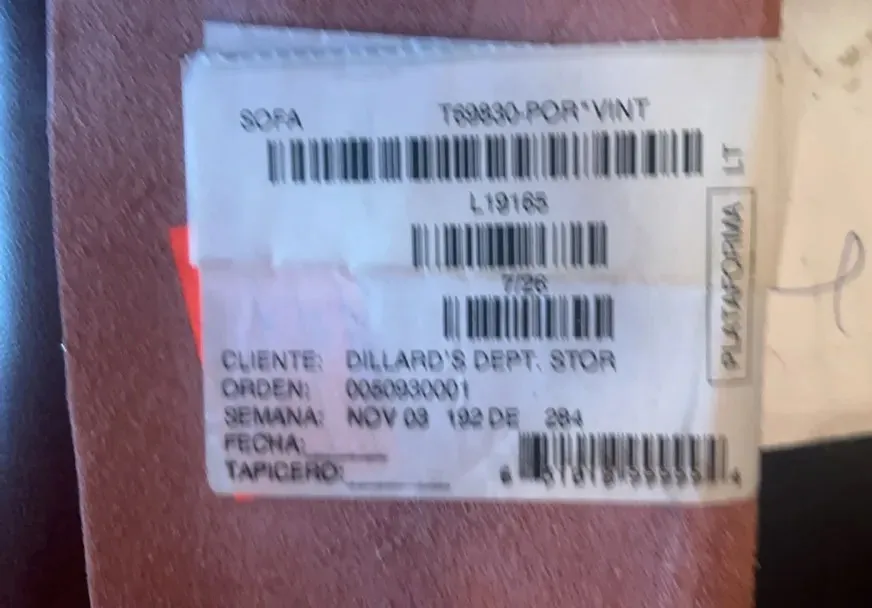 SOFA T69830-POR*VINT
L19165
7/26
CLIENTE: DILLARD'S DEPT. STOR
ORDEN: 0050930001
SEMANA: NOV 03 192 DE 284
FECHA:
TAPICERO:
PLATAFORMA LT